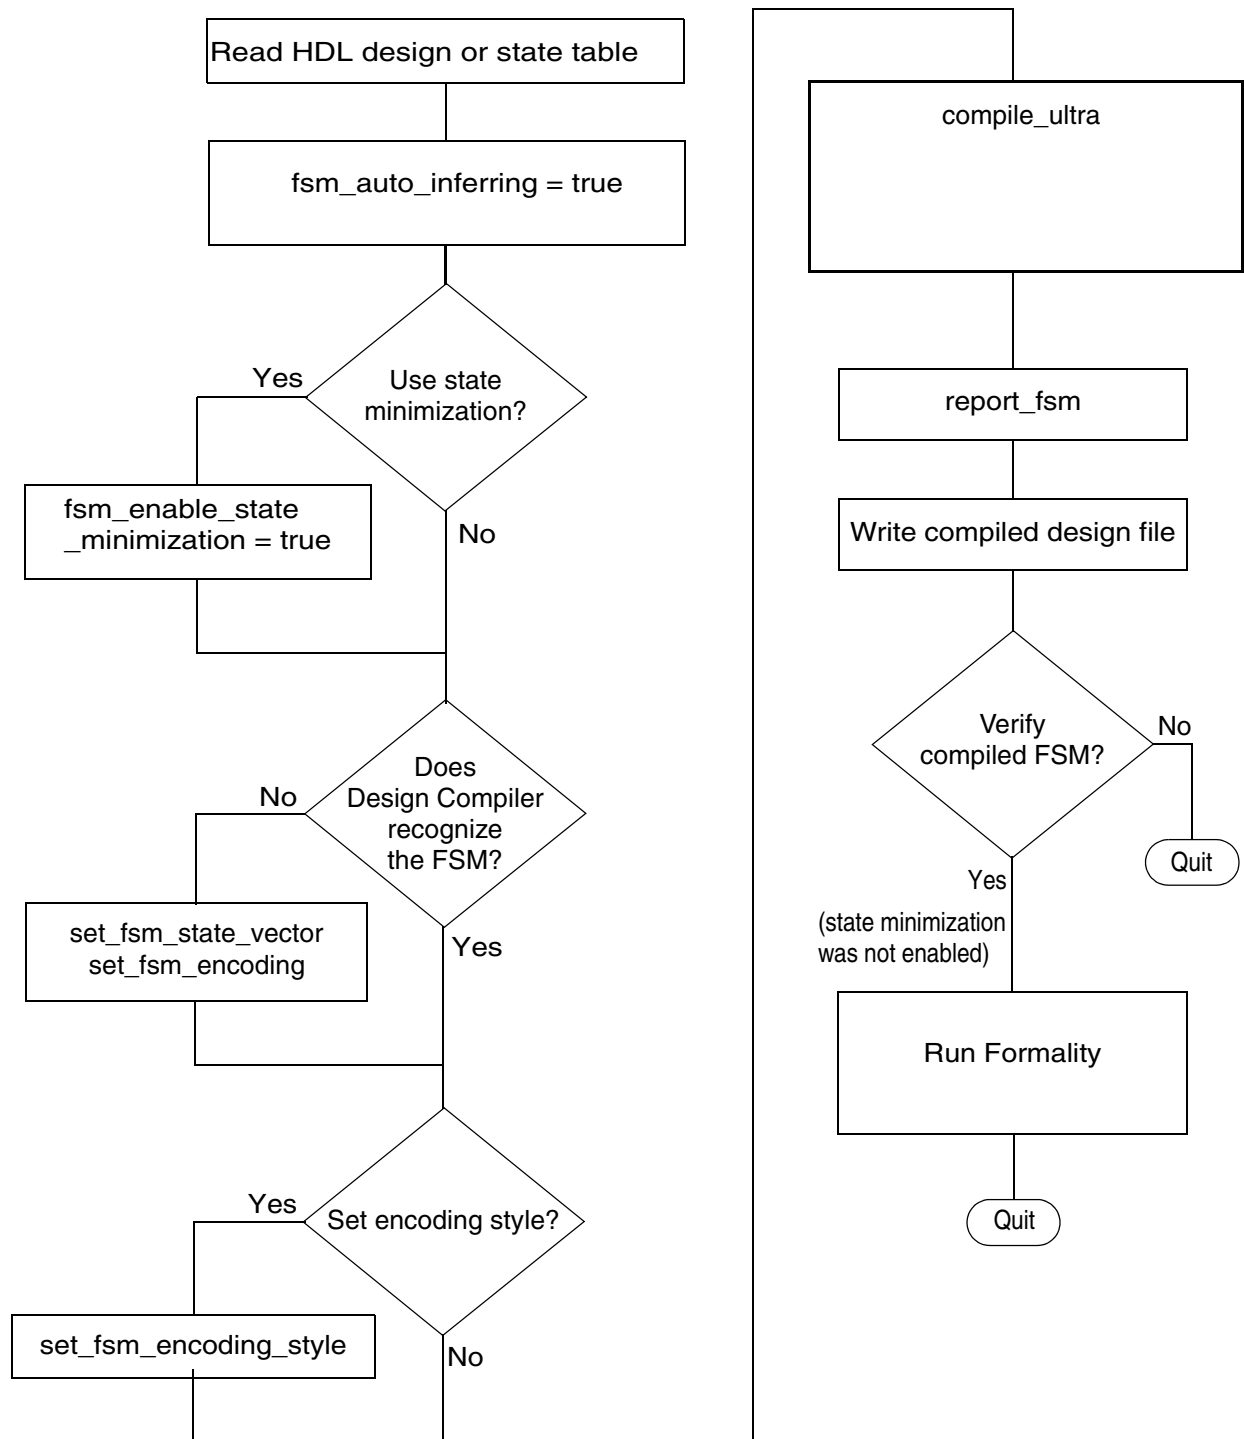 Read HDL design or state table
fsm_auto_inferring = true
Use state
minimization?
Yes
fsm_enable_state
_minimization = true
No
Does
Design Compiler
recognize
the FSM?
No
set_fsm_state_vector
set_fsm_encoding
Yes
Set encoding style?
Yes
set_fsm_encoding_style
No
compile_ultra
report_fsm
Write compiled design file
Verify
compiled FSM?
No
Quit
Yes
(state minimization
was not enabled)
Run Formality
Quit